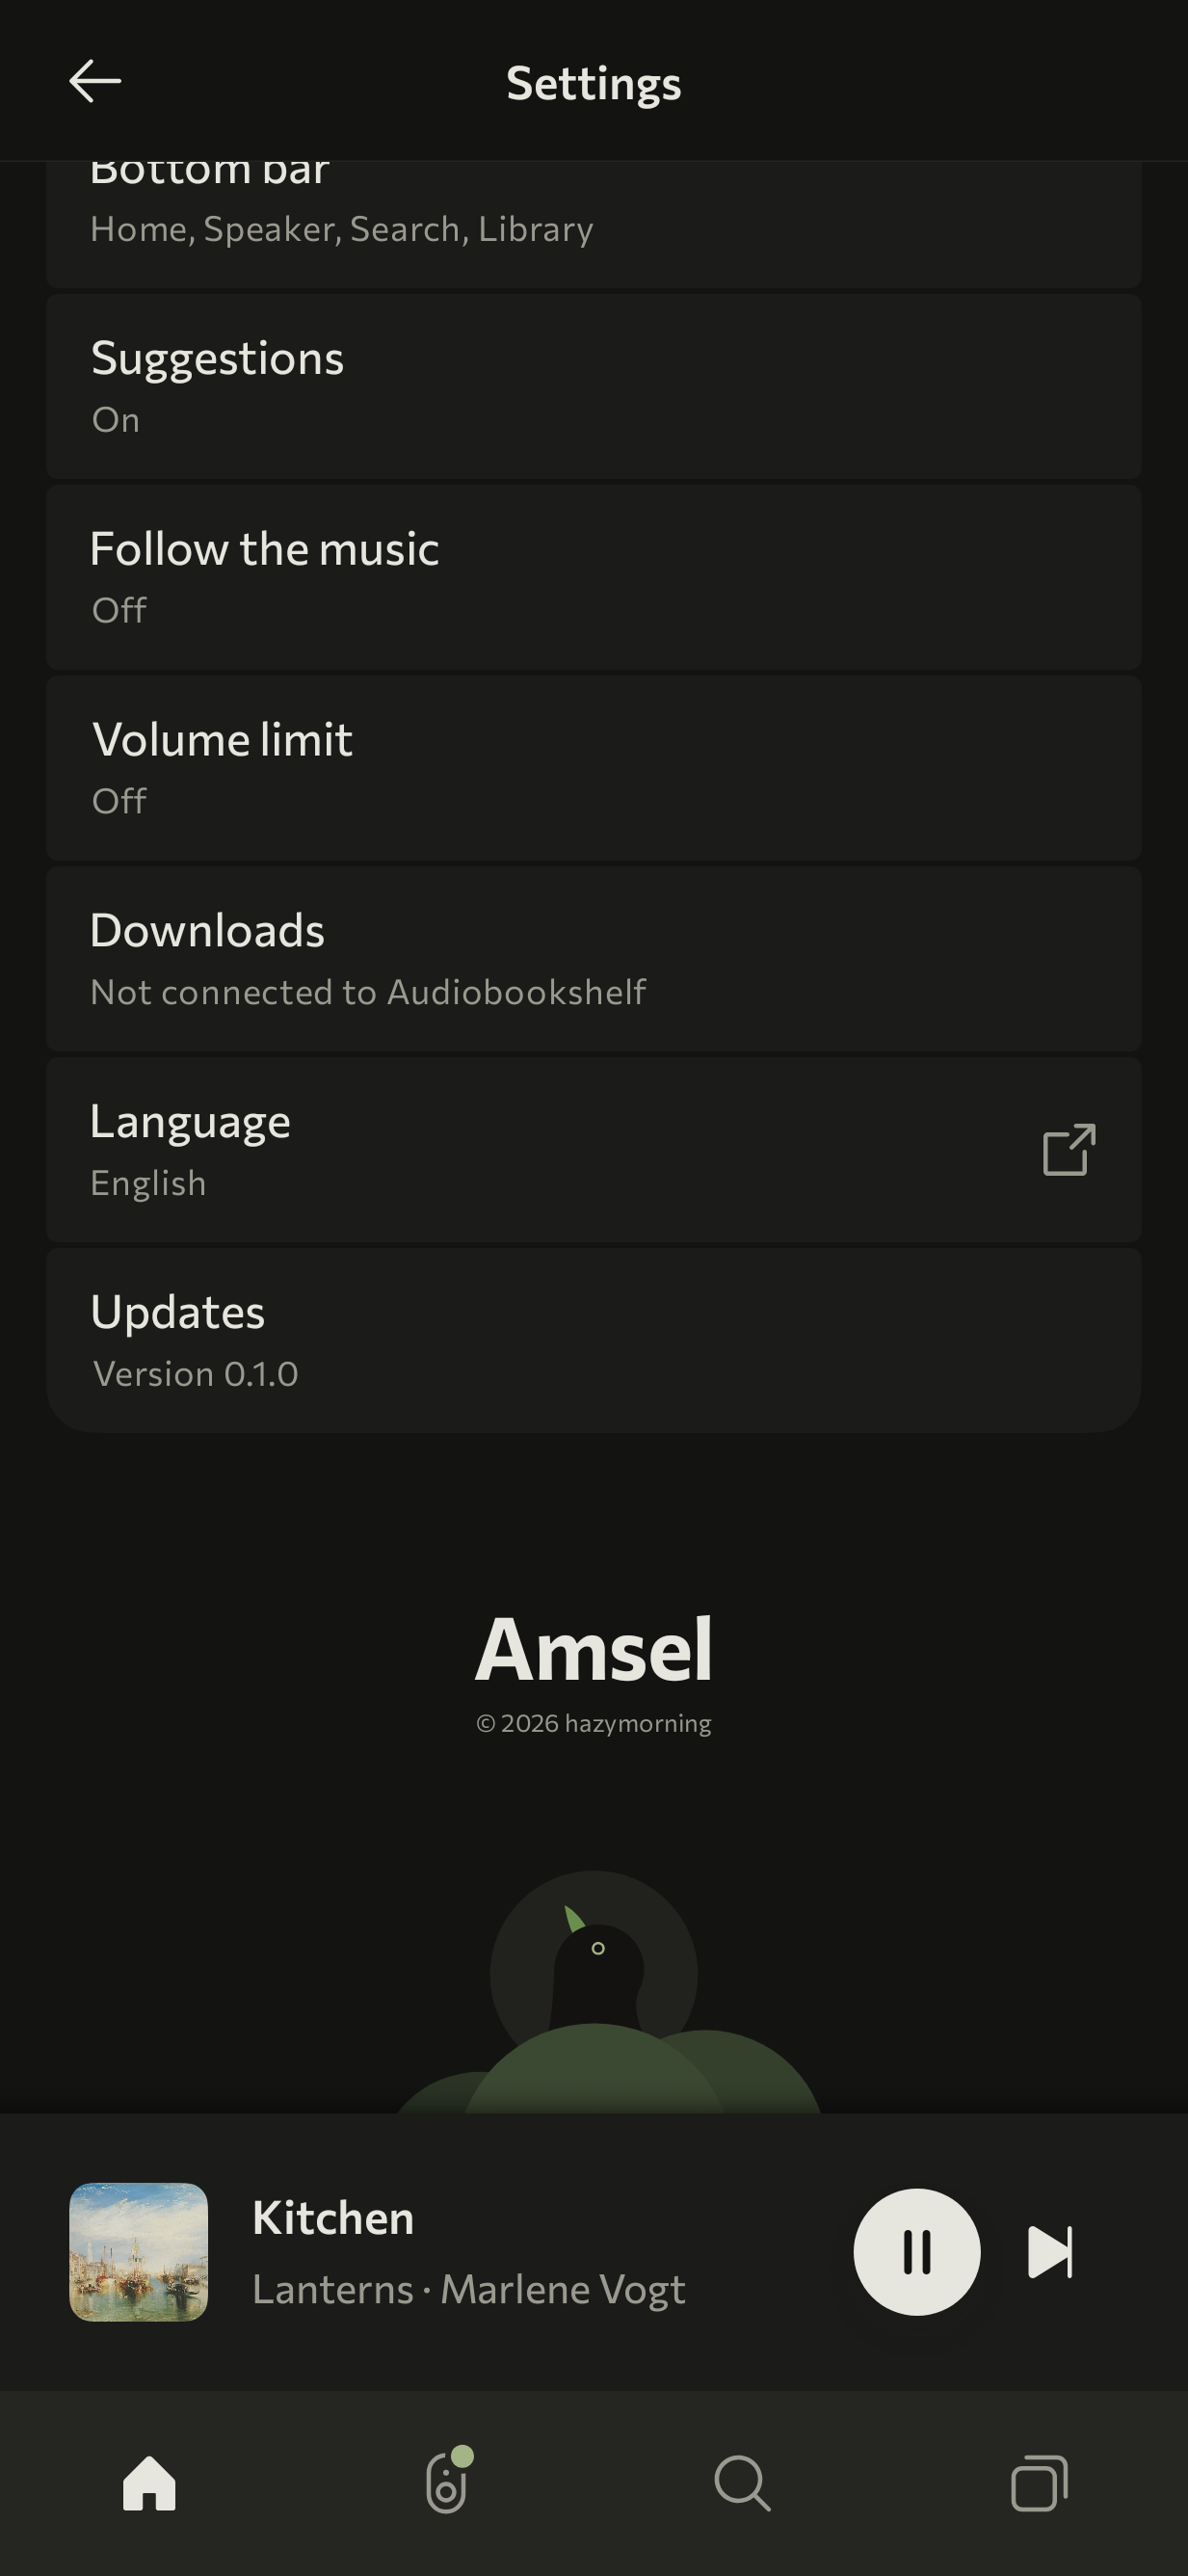 Settings
Bottom bar
Home, Speaker, Search, Library
Suggestions
On
Follow the music
Off
Volume limit
Off
Downloads
Not connected to Audiobookshelf
Language
English
Updates
Version 0.1.0
Amsel
© 2026 hazymorning
Kitchen
Lanterns · Marlene Vogt